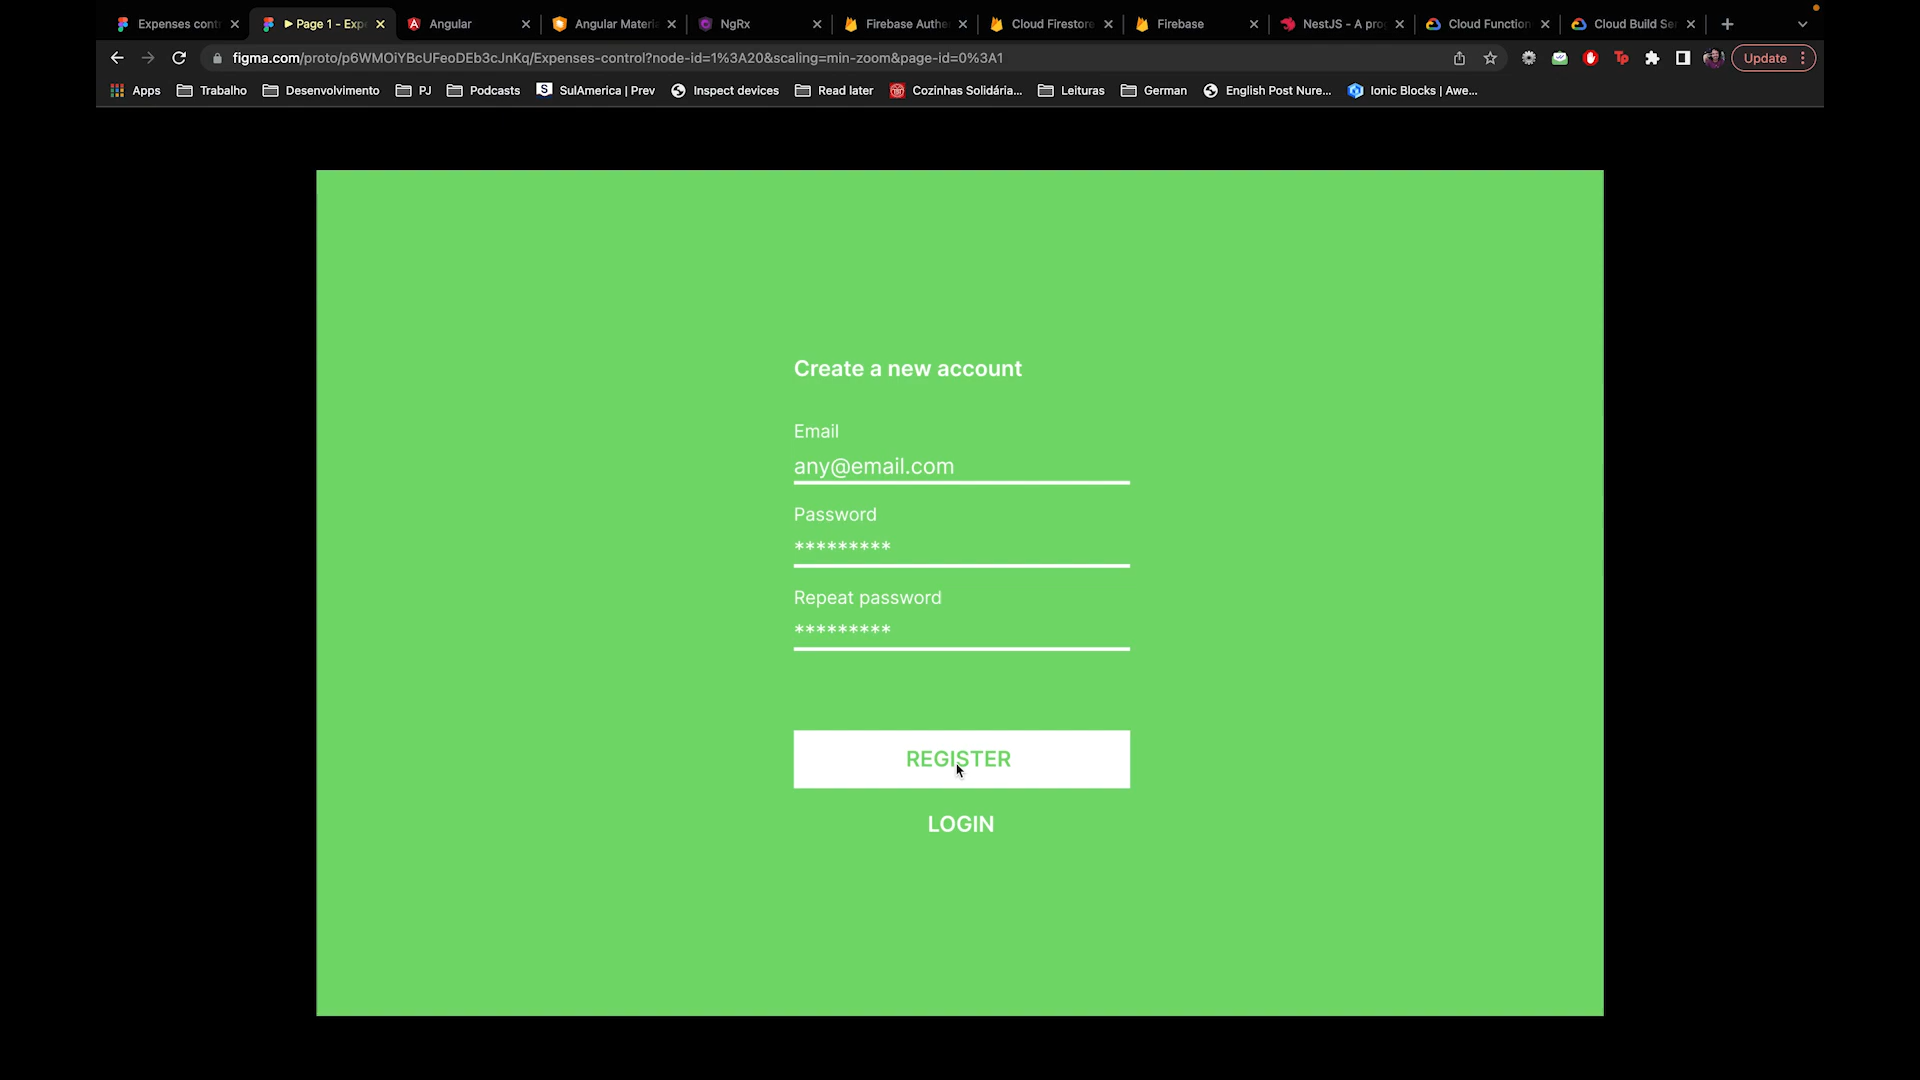 Expenses cont
Page 1 - Exp
Angular
Angular Materi
NgRx
Firebase Authe
Cloud Firestore
Firebase
NestJS - A pro
Cloud Function
Cloud Build Se
figma.com/proto/p6WMOiYBcUFeoDEb3cJnKq/Expenses-control?node-id=1%3A20&scaling=min-zoom&page-id=0%3A1
Tp
Update
Apps
Trabalho
Desenvolvimento
PJ
Podcasts
SulAmerica | Prev
Inspect devices
Read later
Cozinhas Solidária...
Leituras
German
English Post Nure...
Ionic Blocks | Awe...
Create a new account
Email
any@email.com
Password
*********
Repeat password
*********
REGISTER
LOGIN